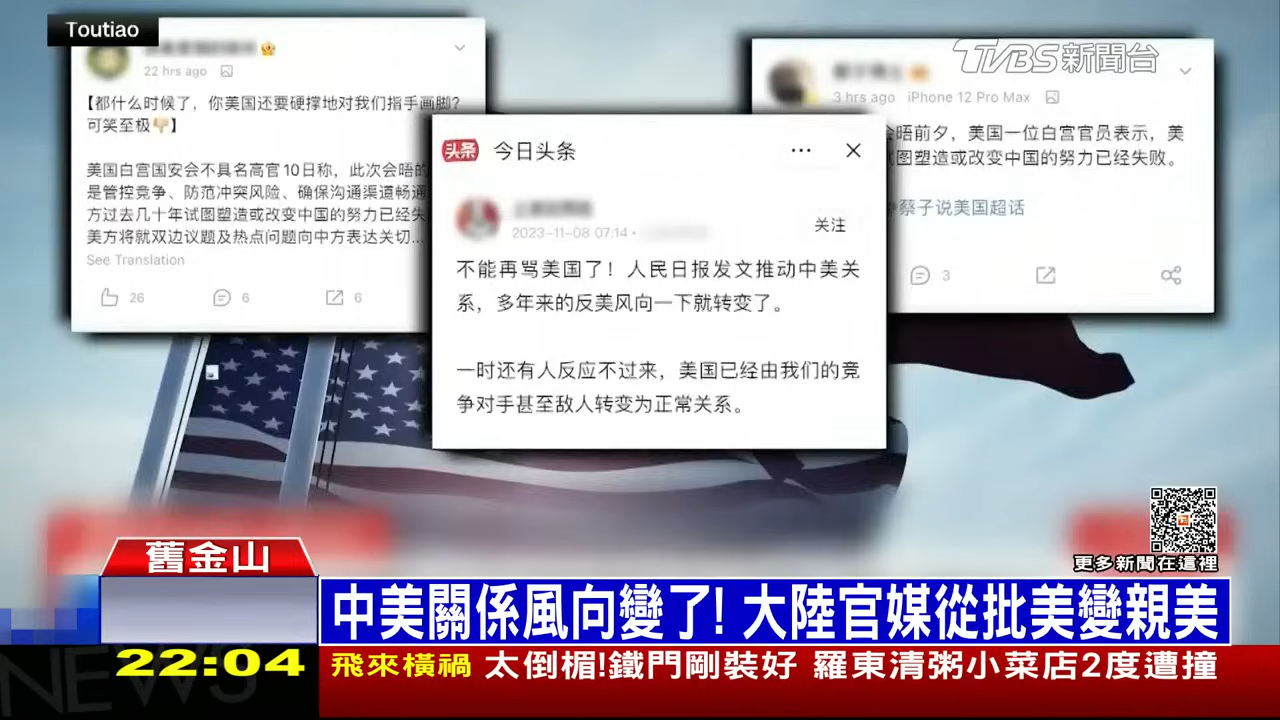 Toutiao
TVBS新聞台
22 hrs ago
【都什么时候了，你美国还要硬撑地对我们指手画脚?
可笑至极👎】
美国白宫国安会不具名高官10日称，此次会晤的
是管控竞争、防范冲突风险、确保沟通渠道畅通
方过去几十年试图塑造或改变中国的努力已经失
美方将就双边议题及热点问题向中方表达关切...
See Translation
26
6
6
头条
今日头条
2023-11-08 07:14
关注
不能再骂美国了！人民日报发文推动中美关
系，多年来的反美风向一下就转变了。
一时还有人反应不过来，美国已经由我们的竞
争对手甚至敌人转变为正常关系。
3 hrs ago iPhone 12 Pro Max
会晤前夕，美国一位白宫官员表示，美
图塑造或改变中国的努力已经失败。
蔡子说美国超话
3
更多新聞在這裡
舊金山
中美關係風向變了! 大陸官媒從批美變親美
NEWS
22:04
飛來橫禍 太倒楣!鐵門剛裝好 羅東清粥小菜店2度遭撞